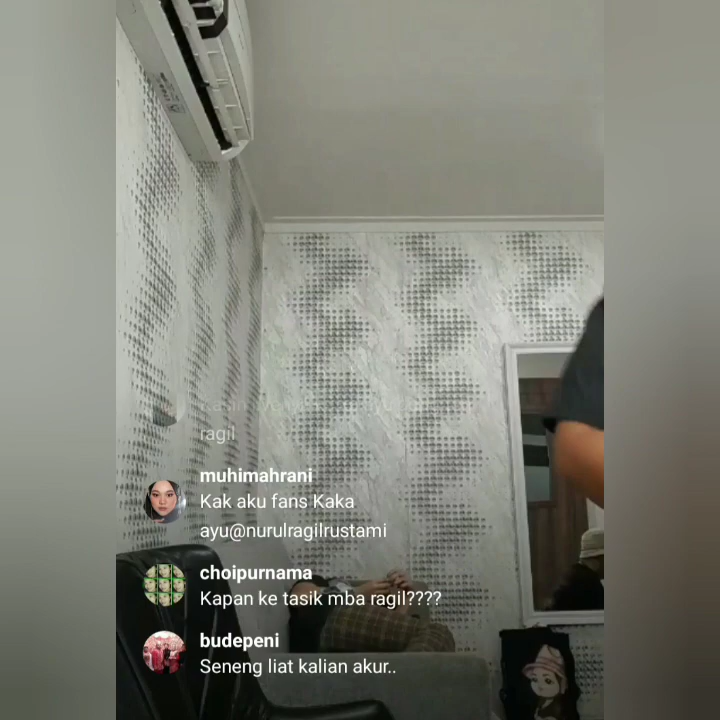 ragil
muhimahrani
Kak aku fans Kaka
ayu@nurulragilrustami
choipurnama
Kapan ke tasik mba ragil????
budepeni
Seneng liat kalian akur..